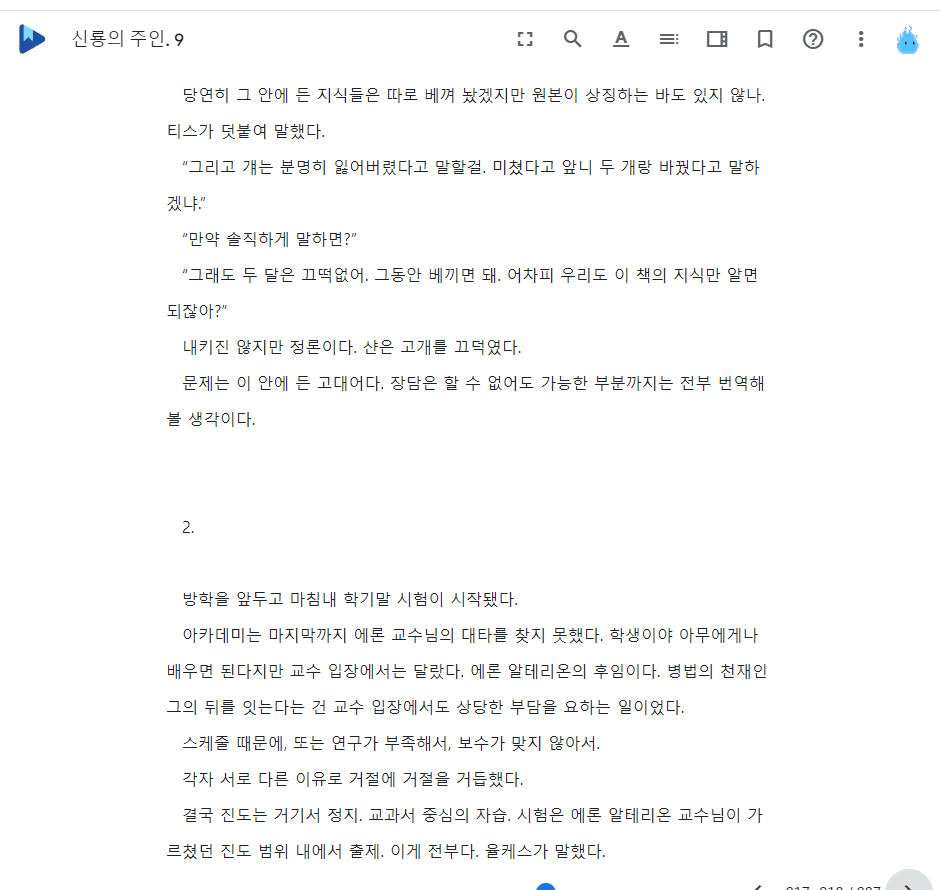 신룡의 주인. 9
당연히 그 안에 든 지식들은 따로 베껴 놨겠지만 원본이 상징하는 바도 있지 않나.
티스가 덧붙여 말했다.
“그리고 걔는 분명히 잃어버렸다고 말할걸. 미쳤다고 앞니 두 개랑 바꿨다고 말하
겠냐.”
“만약 솔직하게 말하면?”
“그래도 두 달은 끄떡없어. 그동안 베끼면 돼. 어차피 우리도 이 책의 지식만 알면
되잖아?”
내키진 않지만 정론이다. 샨은 고개를 끄덕였다.
문제는 이 안에 든 고대어다. 장담은 할 수 없어도 가능한 부분까지는 전부 번역해
볼 생각이다.
2.
방학을 앞두고 마침내 학기말 시험이 시작됐다.
아카데미는 마지막까지 에론 교수님의 대타를 찾지 못했다. 학생이야 아무에게나
배우면 된다지만 교수 입장에서는 달랐다. 에론 알테리온의 후임이다. 병법의 천재인
그의 뒤를 잇는다는 건 교수 입장에서도 상당한 부담을 요하는 일이었다.
스케줄 때문에, 또는 연구가 부족해서, 보수가 맞지 않아서.
각자 서로 다른 이유로 거절에 거절을 거듭했다.
결국 진도는 거기서 정지. 교과서 중심의 자습. 시험은 에론 알테리온 교수님이 가
르쳤던 진도 범위 내에서 출제. 이게 전부다. 율케스가 말했다.